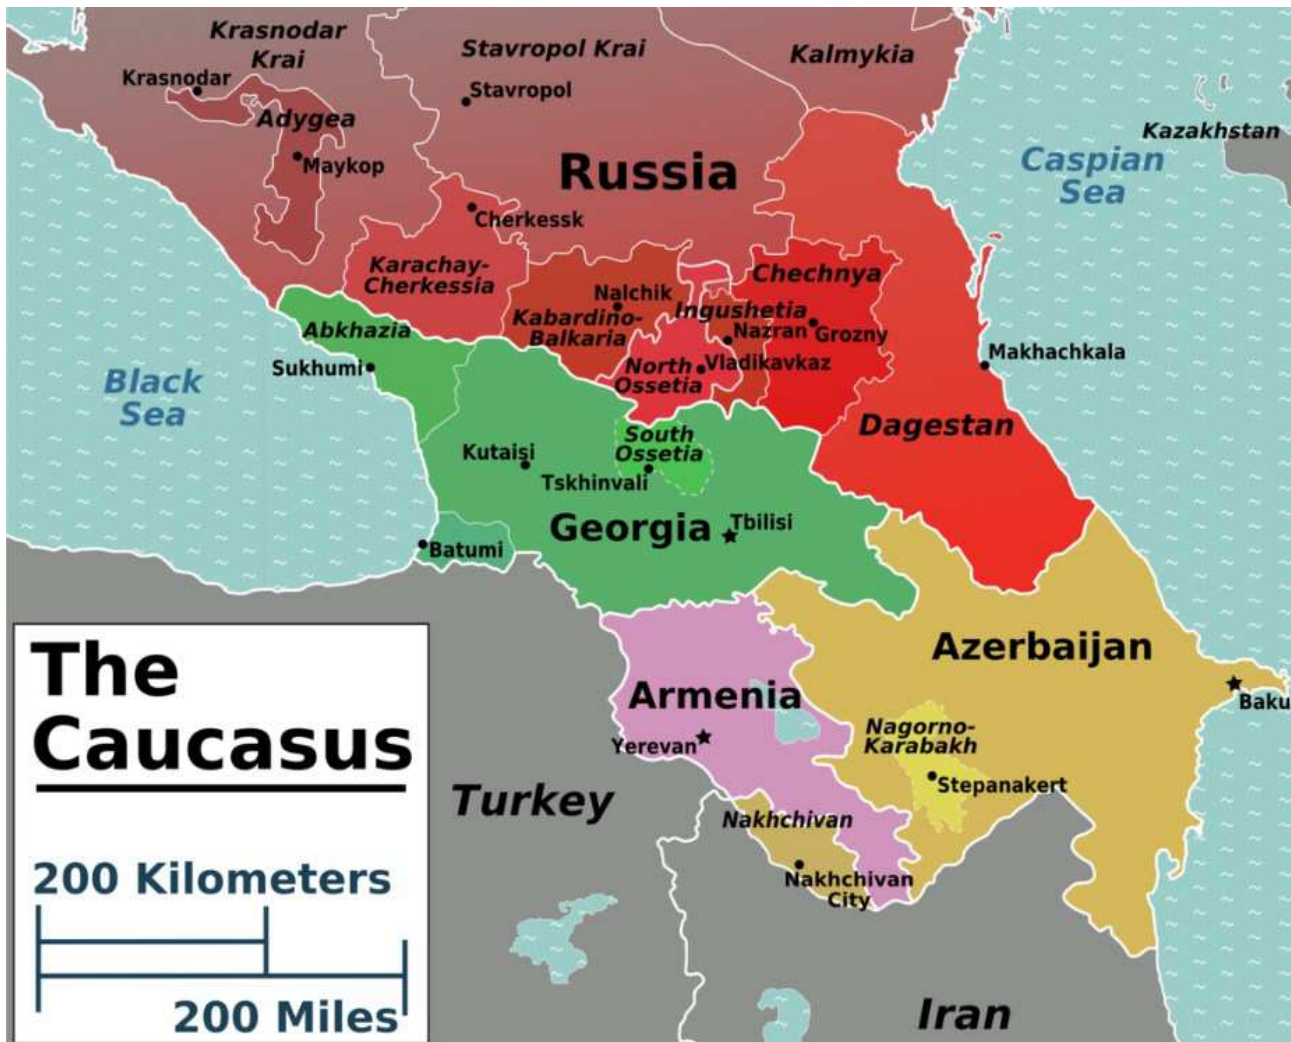 Krasnodar
Krai
Stavropol Krai
Kalmykia
Krasnodar
Stavropol
Adygea
Maykop
Kazakhstan
Caspian
Sea
Russia
Cherkessk
Karachay-
Cherkessia
Chechnya
Nalchik
Kabardino-
Balkaria
Ingushetia
Nazran
Grozny
Abkhazia
Sukhumi
North
Ossetia
Vladikavkaz
Makhachkala
Black
Sea
Dagestan
South
Ossetia
Kutaisi
Tskhinvali
Georgia
Tbilisi
Batumi
Azerbaijan
Armenia
Baku
Yerevan
Nagorno-
Karabakh
Stepanakert
Turkey
Nakhchivan
Nakhchivan
City
Iran
The
Caucasus
200 Kilometers
200 Miles